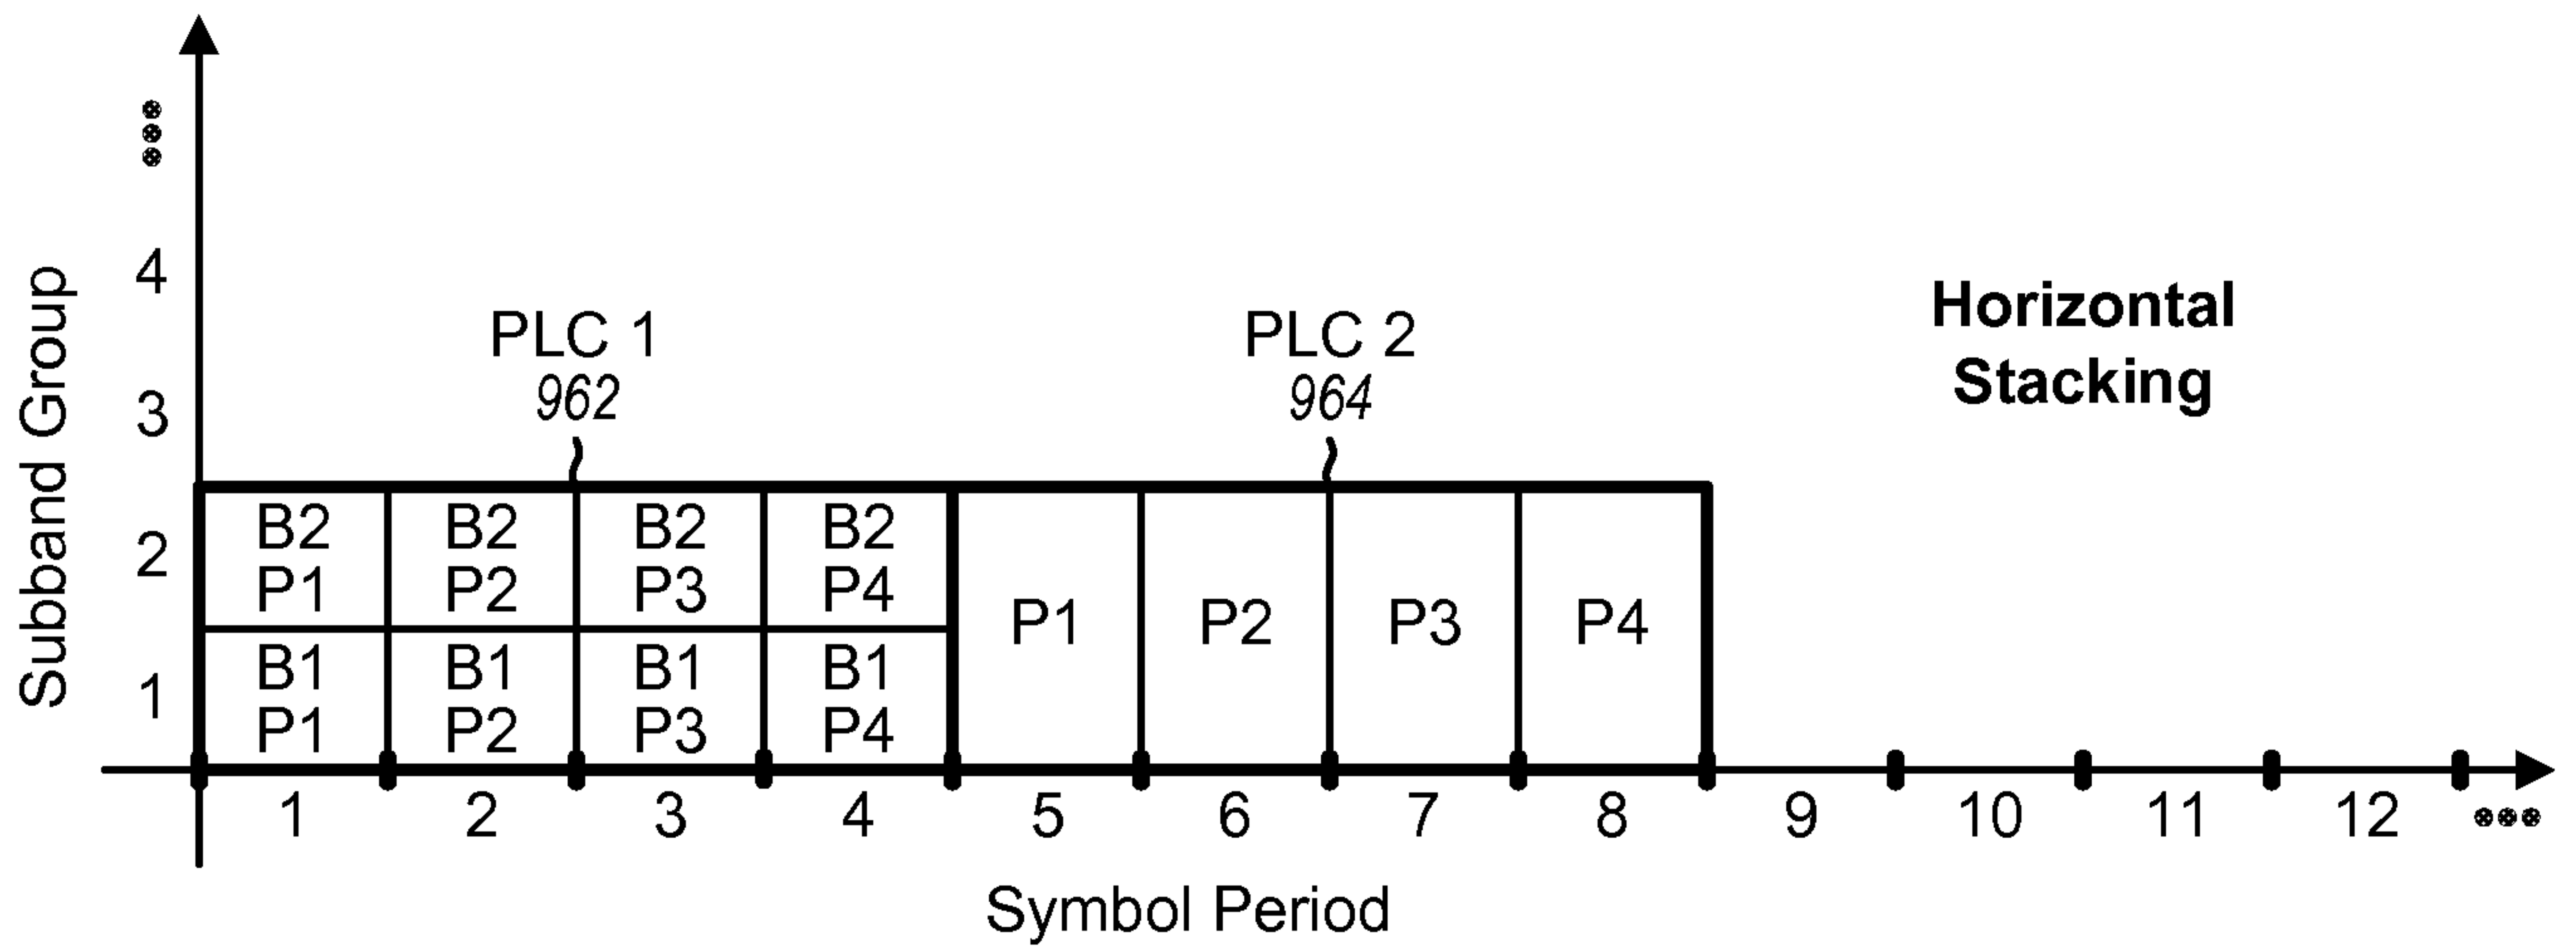 Subband Group
4
3
2
1
PLC 1
962
PLC 2
964
Horizontal
Stacking
B2 B2 B2 B2
P1 P2 P3 P4
B1 B1 B1 B1
P1 P2 P3 P4
P1 P2 P3 P4
1 2 3 4 5 6 7 8 9 10 11 12
Symbol Period